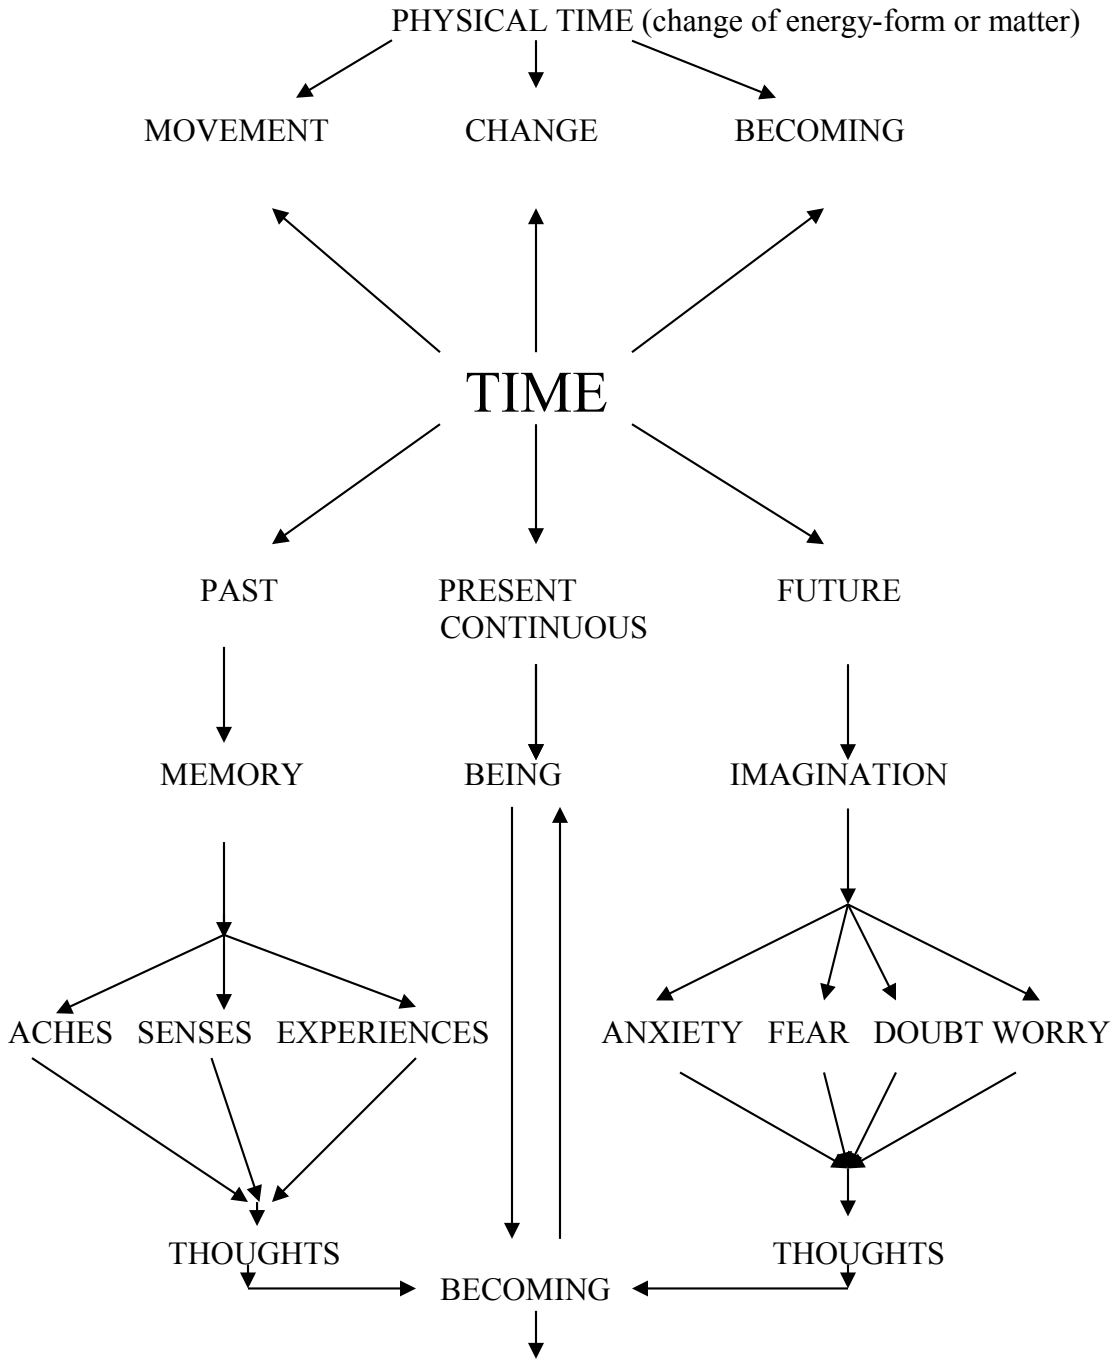 PHYSICAL TIME (change of energy-form or matter)
MOVEMENT CHANGE BECOMING
TIME
PAST PRESENT FUTURE
CONTINUOUS
MEMORY BEING IMAGINATION
ACHES SENSES EXPERIENCES ANXIETY FEAR DOUBT WORRY
THOUGHTS THOUGHTS
BECOMING